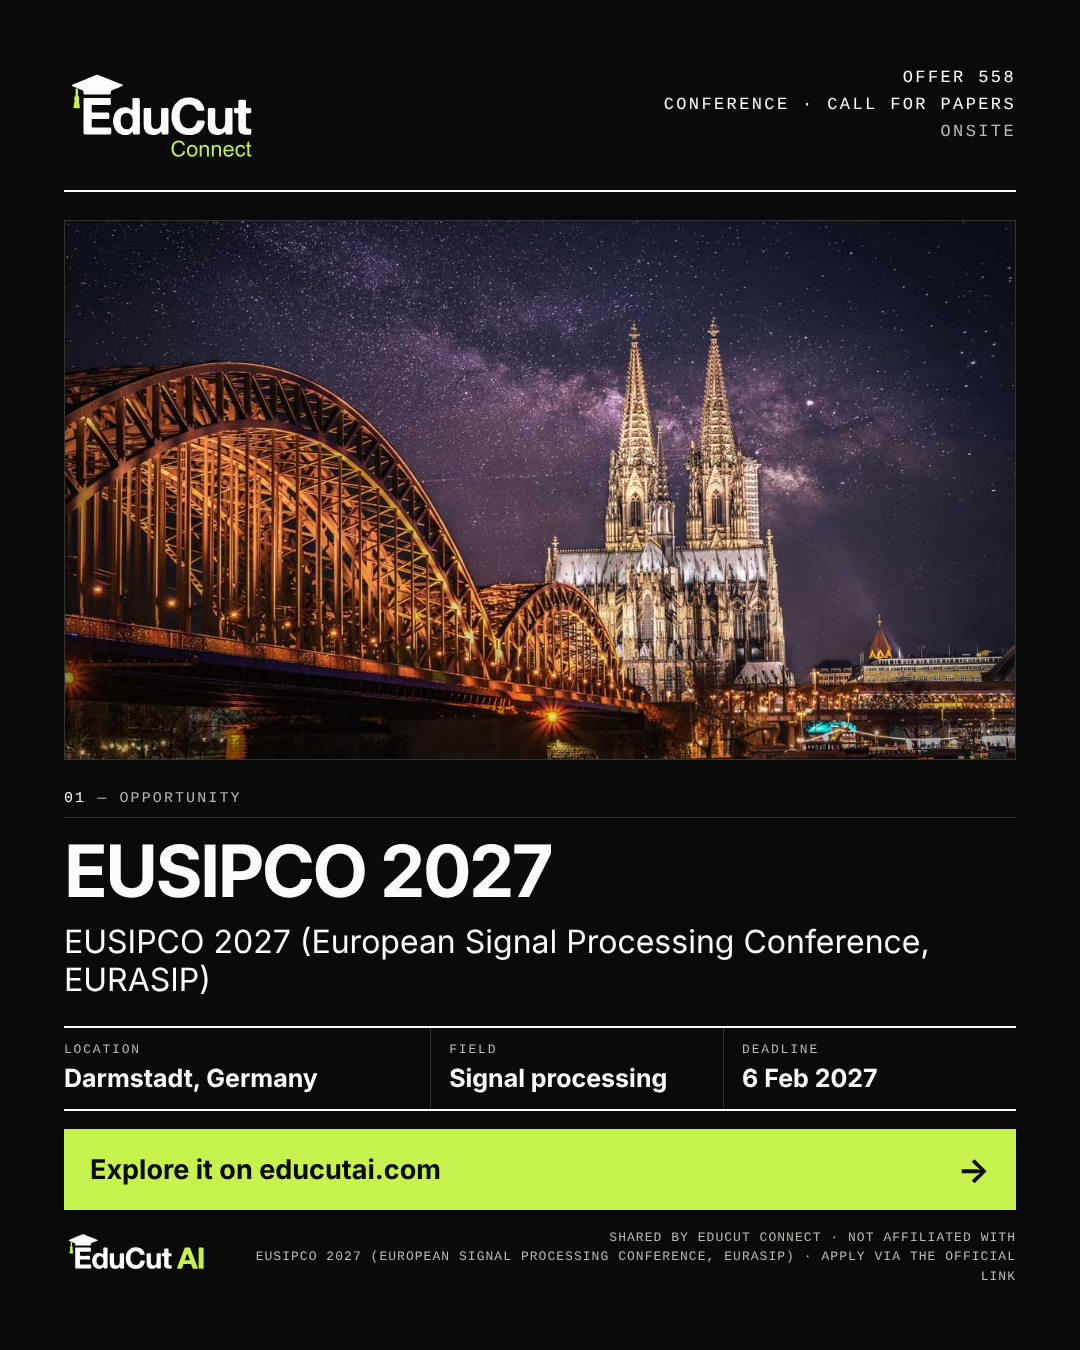 EduCut
Connect
OFFER 558
CONFERENCE · CALL FOR PAPERS
ONSITE
01 — OPPORTUNITY
EUSIPCO 2027
EUSIPCO 2027 (European Signal Processing Conference,
EURASIP)
LOCATION
Darmstadt, Germany
FIELD
Signal processing
DEADLINE
6 Feb 2027
Explore it on educutai.com →
EduCut AI
SHARED BY EDUCUT CONNECT · NOT AFFILIATED WITH
EUSIPCO 2027 (EUROPEAN SIGNAL PROCESSING CONFERENCE, EURASIP) · APPLY VIA THE OFFICIAL
LINK